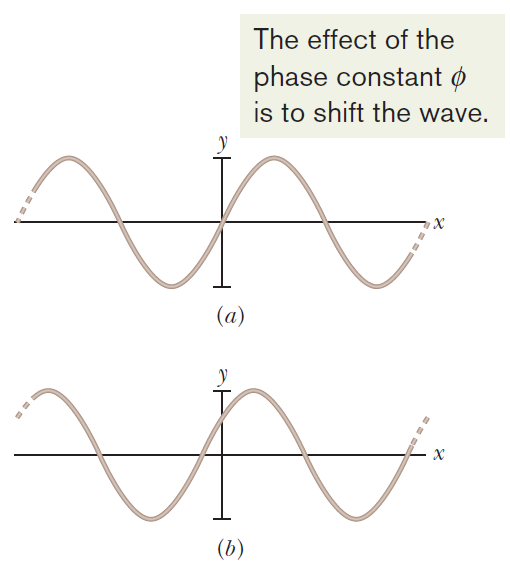 The effect of the
phase constant ϕ
is to shift the wave.
y
x
(a)
y
x
(b)